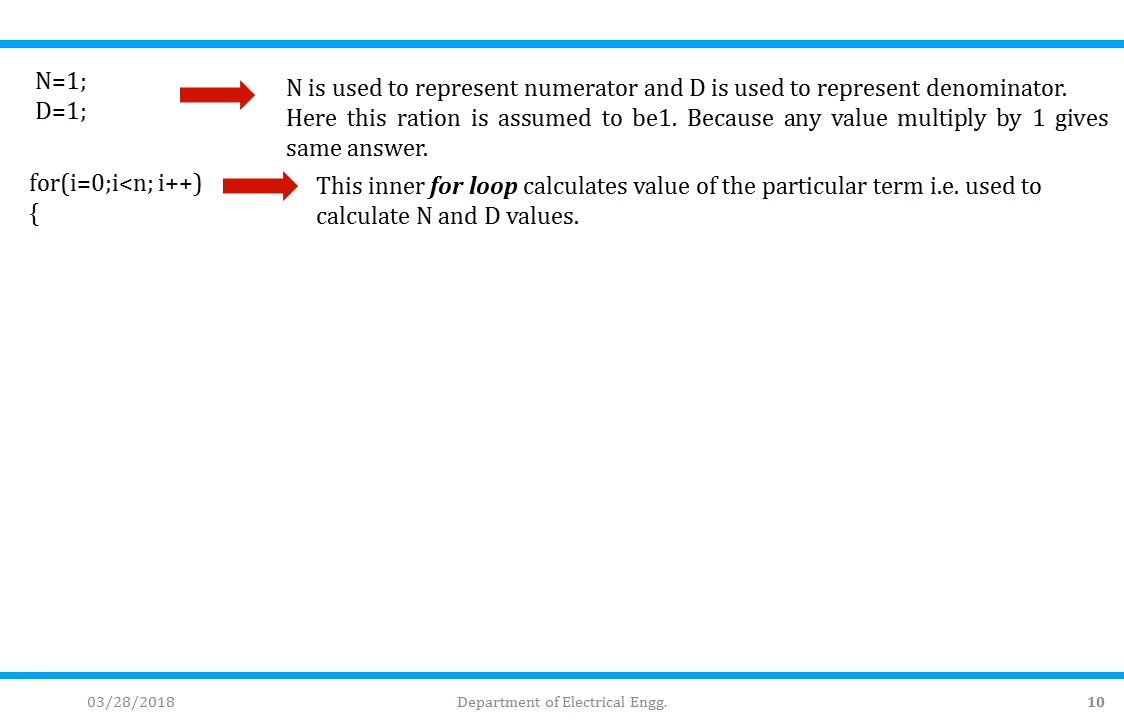 N=1;
D=1;
N is used to represent numerator and D is used to represent denominator.
Here this ration is assumed to be1. Because any value multiply by 1 gives
same answer.
for(i=0;i<n; i++)
{
This inner for loop calculates value of the particular term i.e. used to
calculate N and D values.
03/28/2018
Department of Electrical Engg.
10